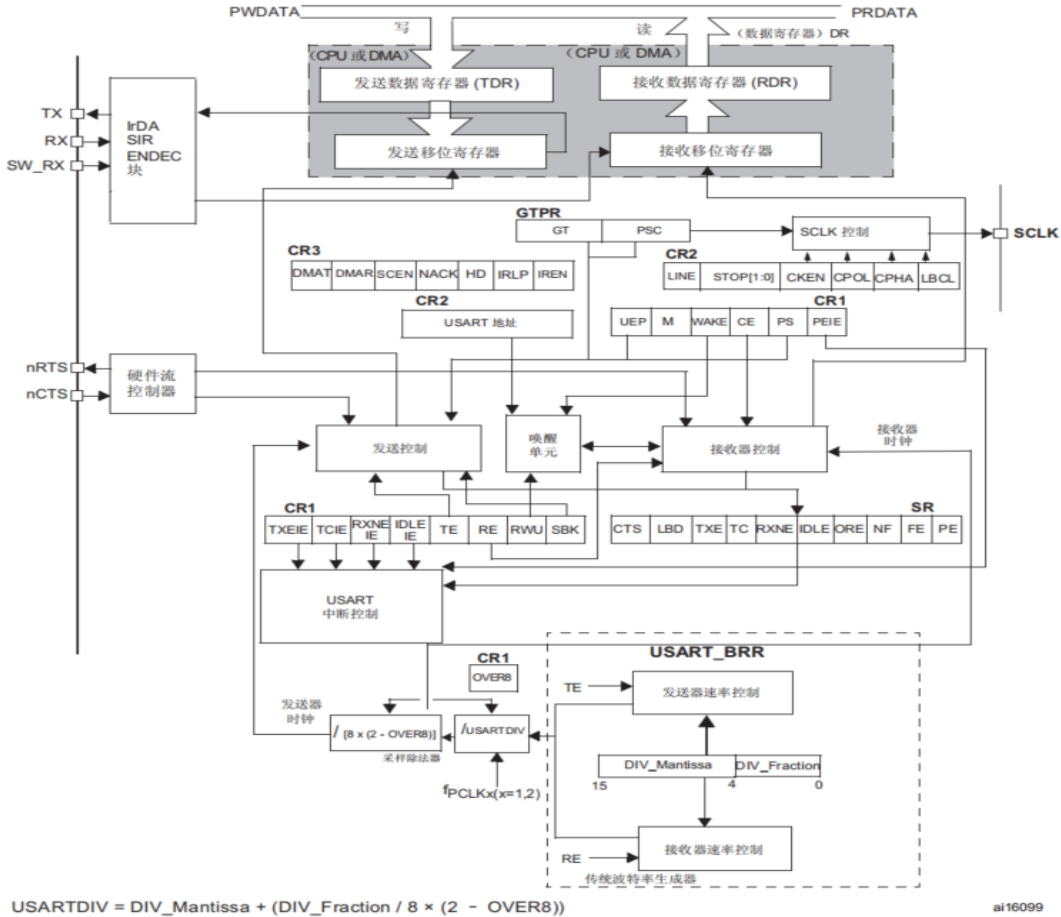 PWDATA
PRDATA
写
读
(数据寄存器) DR
(CPU 或 DMA)
(CPU 或 DMA)
发送数据寄存器 (TDR)
接收数据寄存器 (RDR)
TX
RX
SW_RX
IrDA
SIR
ENDEC
块
发送移位寄存器
接收移位寄存器
GTPR
GT
PSC
SCLK 控制
SCLK
CR3
DMAT
DMAR
SCEN
NACK
HD
IRLP
IREN
CR2
LINE
STOP[1:0]
CKEN
CPOL
CPHA
LBCL
CR2
USART 地址
CR1
UEP
M
WAKE
CE
PS
PEIE
nRTS
nCTS
硬件流
控制器
发送控制
唤醒
单元
接收器控制
接收器
时钟
CR1
TXEIE
TCIE
RXNE
IE
IDLE
IE
TE
RE
RWU
SBK
SR
CTS
LBD
TXE
TC
RXNE
IDLE
ORE
NF
FE
PE
USART
中断控制
CR1
OVER8
USART_BRR
TE
发送器速率控制
发送器
时钟
/ [8 x (2 - OVER8)]
/USARTDIV
采样除法器
fPCLKx(x=1,2)
DIV_Mantissa
DIV_Fraction
15
4
0
RE
接收器速率控制
传统波特率生成器
USARTDIV = DIV_Mantissa + (DIV_Fraction / 8 × (2 - OVER8))
ai16099